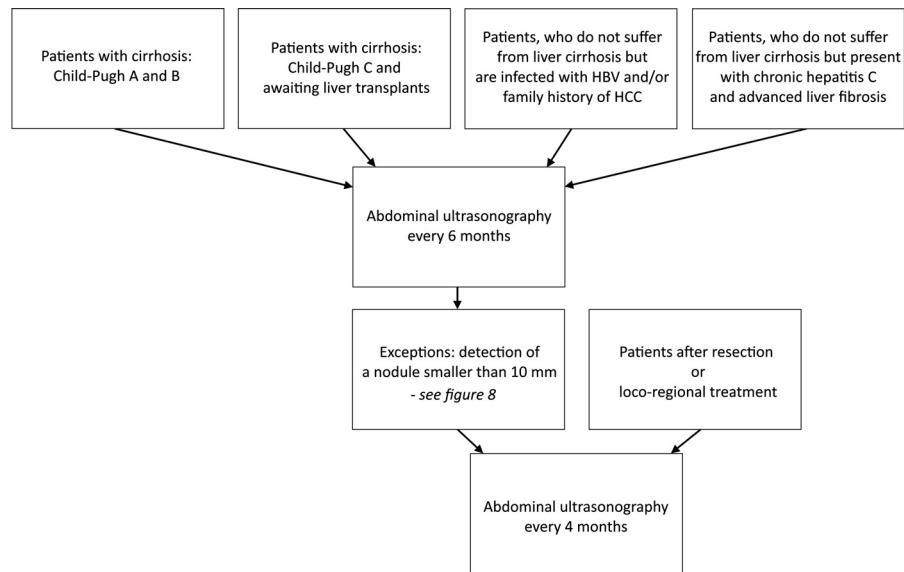 Patients with cirrhosis:
Child-Pugh A and B
Patients with cirrhosis:
Child-Pugh C and
awaiting liver transplants
Patients, who do not suffer
from liver cirrhosis but
are infected with HBV and/or
family history of HCC
Patients, who do not suffer
from liver cirrhosis but present
with chronic hepatitis C
and advanced liver fibrosis
Abdominal ultrasonography
every 6 months
Exceptions: detection of
a nodule smaller than 10 mm
- see figure 8
Patients after resection
or
loco-regional treatment
Abdominal ultrasonography
every 4 months